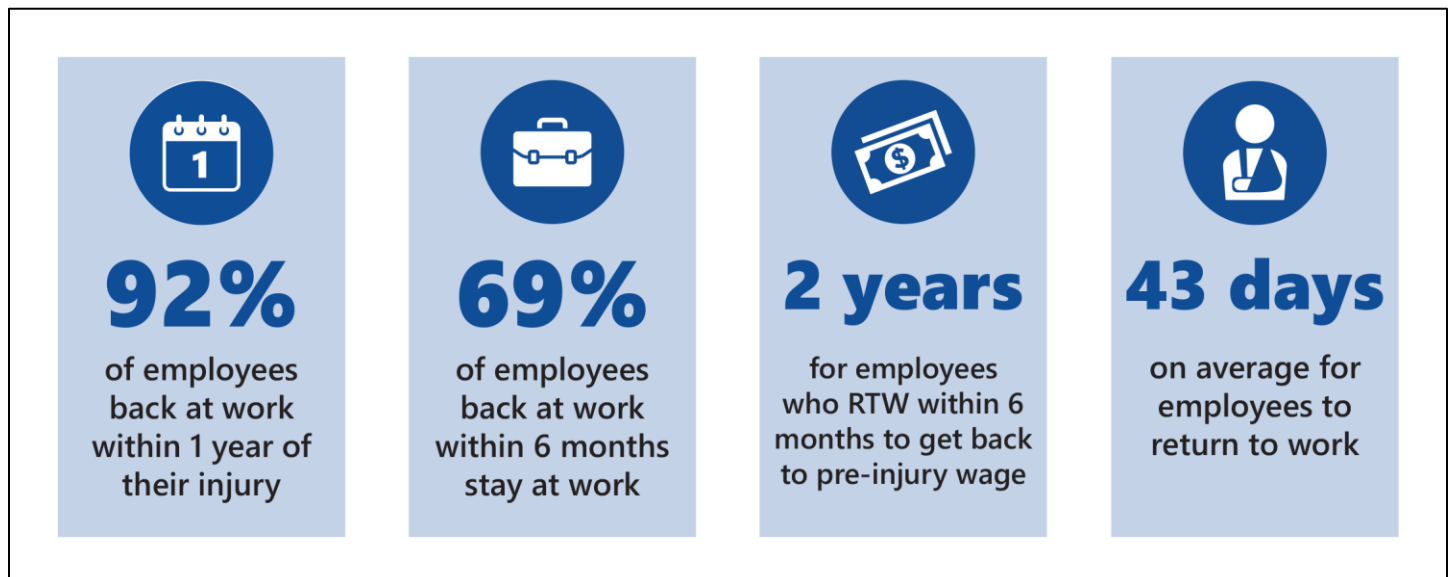 1
92%
of employees
back at work
within 1 year of
their injury
69%
of employees
back at work
within 6 months
stay at work
$
2 years
for employees
who RTW within 6
months to get back
to pre-injury wage
43 days
on average for
employees to
return to work